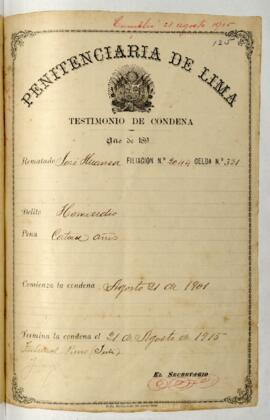 Cumplió 21 agosto 1915
125
PENITENCIARIA DE LIMA
TESTIMONIO DE CONDENA
Año de 189
Rematado José Huanca FILIACION N.º 2044 CELDA N.º 331
Delito Homicidio
Pena Catorce años
Comienza la condena Agosto 21 de 1901
Termina la condena el 21 de Agosto de 1915
Tribunal
EL SECRETARIO